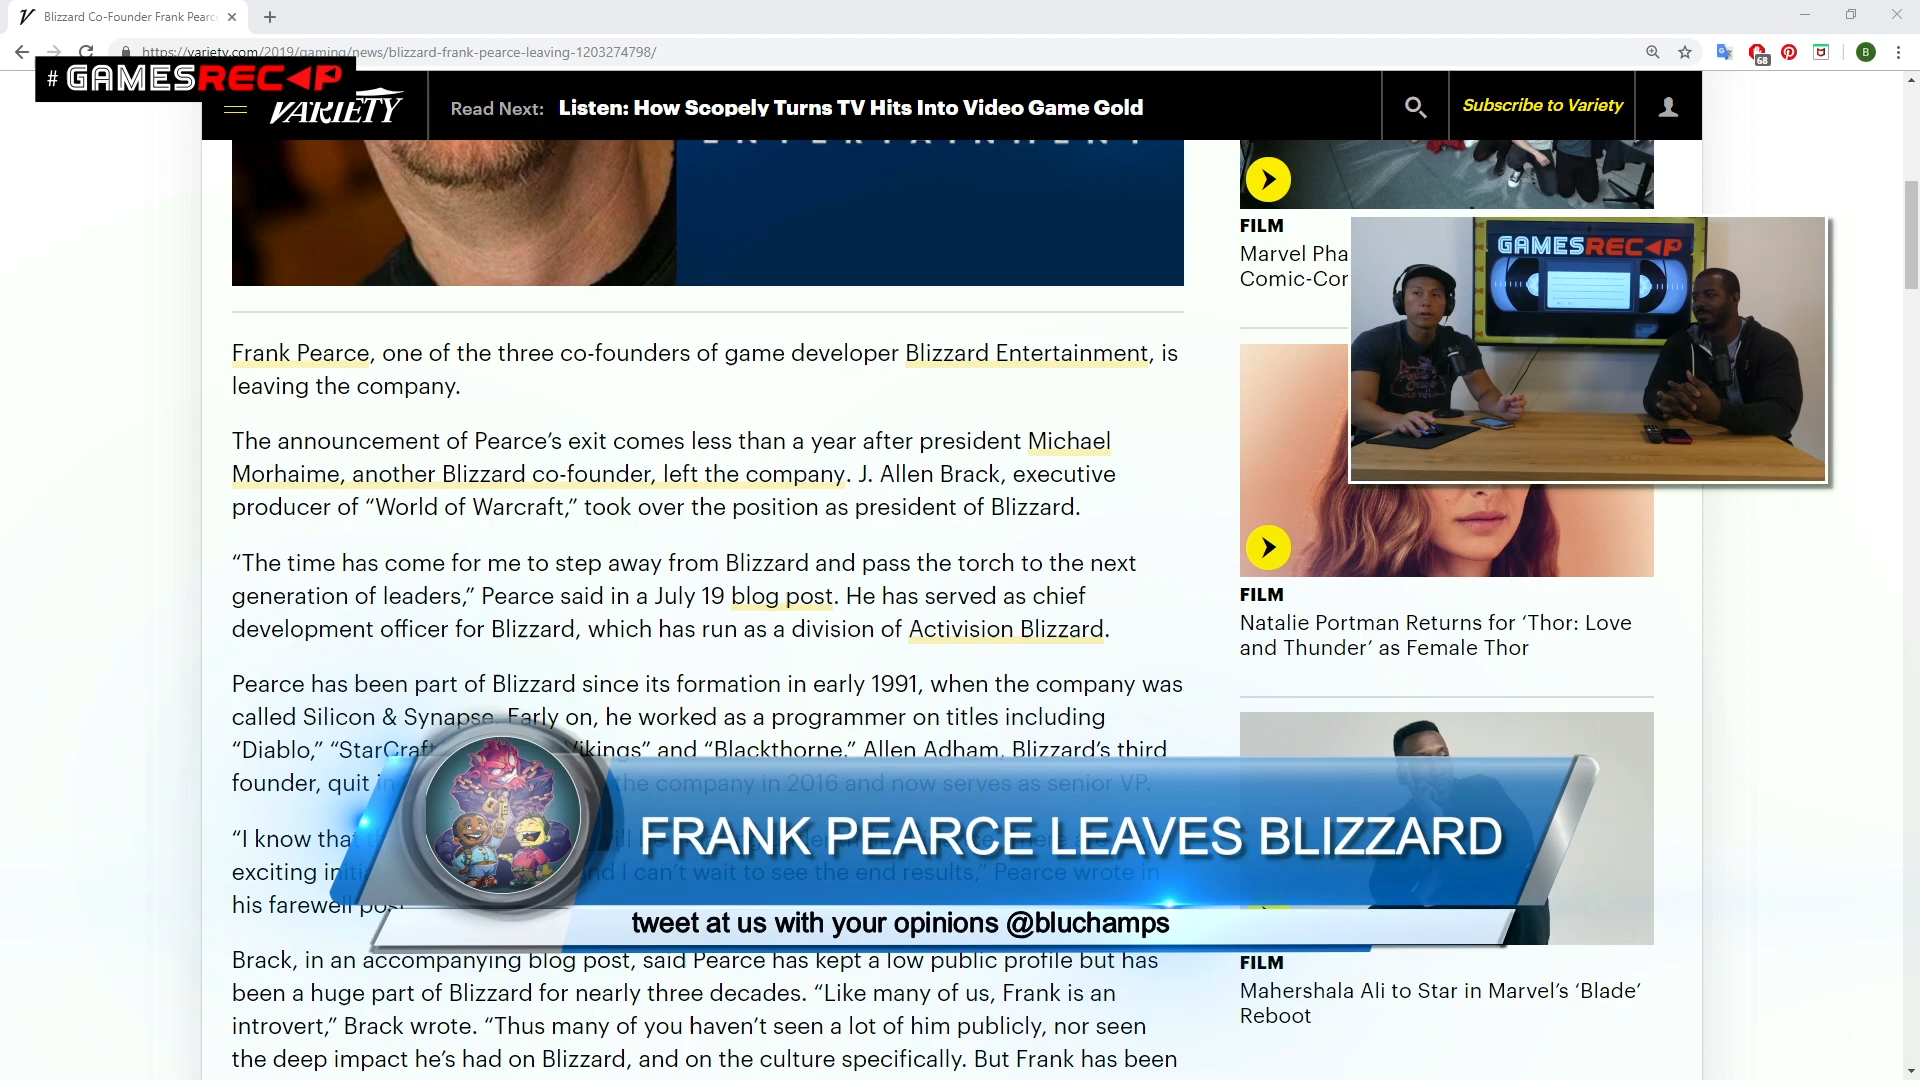 Blizzard Co-Founder Frank Pearc
https://variety.com/2019/gaming/news/blizzard-frank-pearce-leaving-1203274798/
68
B
# GAMESREC◄P
VARIETY
Read Next: Listen: How Scopely Turns TV Hits Into Video Game Gold
Subscribe to Variety
ENTERTAINMENT
Frank Pearce, one of the three co-founders of game developer Blizzard Entertainment, is
leaving the company.
The announcement of Pearce’s exit comes less than a year after president Michael
Morhaime, another Blizzard co-founder, left the company. J. Allen Brack, executive
producer of “World of Warcraft,” took over the position as president of Blizzard.
“The time has come for me to step away from Blizzard and pass the torch to the next
generation of leaders,” Pearce said in a July 19 blog post. He has served as chief
development officer for Blizzard, which has run as a division of Activision Blizzard.
Pearce has been part of Blizzard since its formation in early 1991, when the company was
called Silicon & Synapse. Early on, he worked as a programmer on titles including
“Diablo,” “StarCraft Vikings” and “Blackthorne.” Allen Adham, Blizzard’s third
founder, quit in the company in 2016 and now serves as senior VP.
“I know that
exciting and I can’t wait to see the end results,” Pearce wrote in
his farewell post
Brack, in an accompanying blog post, said Pearce has kept a low public profile but has
been a huge part of Blizzard for nearly three decades. “Like many of us, Frank is an
introvert,” Brack wrote. “Thus many of you haven’t seen a lot of him publicly, nor seen
the deep impact he’s had on Blizzard, and on the culture specifically. But Frank has been
FILM
Marvel Pha
Comic-Con
GAMESREC◄P
FILM
Natalie Portman Returns for ‘Thor: Love
and Thunder’ as Female Thor
FILM
Mahershala Ali to Star in Marvel’s ‘Blade’
Reboot
FRANK PEARCE LEAVES BLIZZARD
tweet at us with your opinions @bluchamps